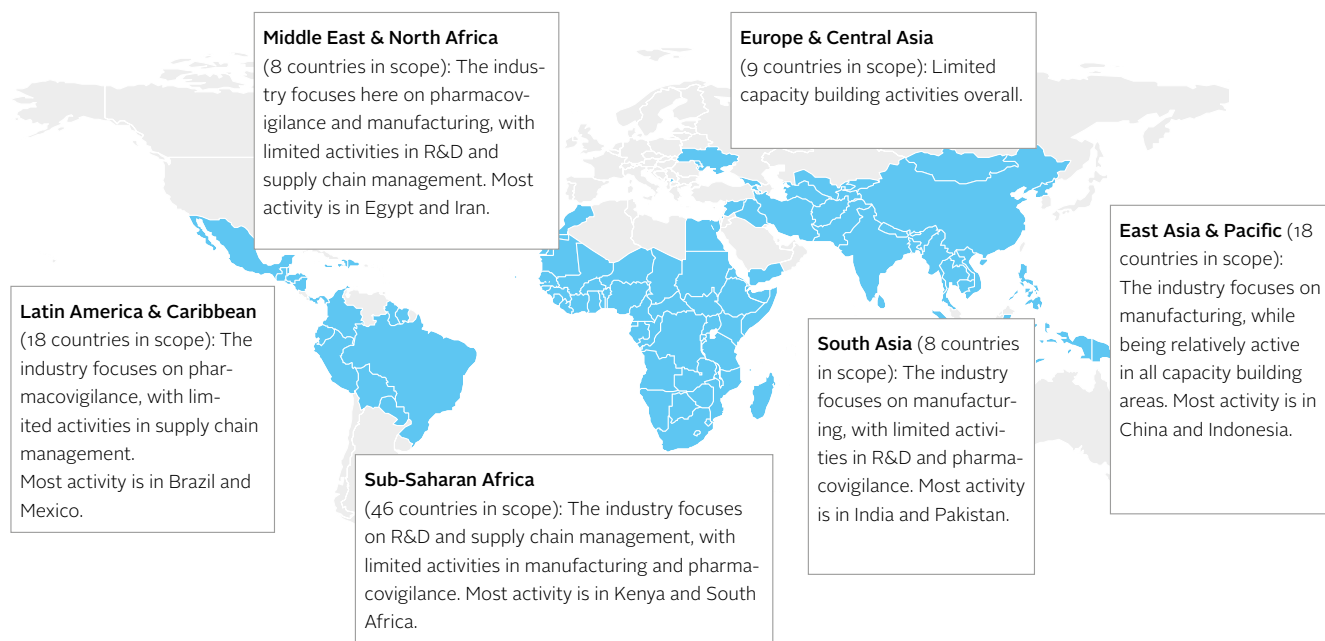 Middle East & North Africa
(8 countries in scope): The indus-
try focuses here on pharmacov-
igilance and manufacturing, with
limited activities in R&D and
supply chain management. Most
activity is in Egypt and Iran.
Europe & Central Asia
(9 countries in scope): Limited
capacity building activities overall.
East Asia & Pacific (18
countries in scope):
The industry focuses on
manufacturing, while
being relatively active
in all capacity building
areas. Most activity is in
China and Indonesia.
Latin America & Caribbean
(18 countries in scope): The
industry focuses on phar-
macovigilance, with lim-
ited activities in supply chain
management.
Most activity is in Brazil and
Mexico.
South Asia (8 countries
in scope): The industry
focuses on manufactur-
ing, with limited activi-
ties in R&D and pharma-
covigilance. Most activity
is in India and Pakistan.
Sub-Saharan Africa
(46 countries in scope): The industry focuses
on R&D and supply chain management, with
limited activities in manufacturing and pharma-
covigilance. Most activity is in Kenya and South
Africa.